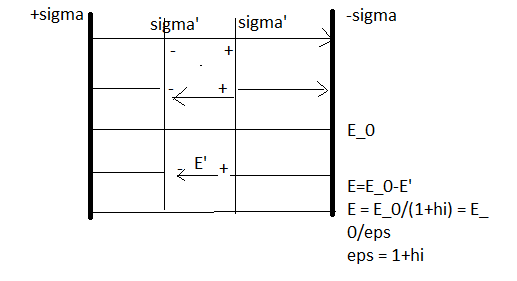 +sigma
sigma'
sigma'
-sigma
- +
- +
E_0
- E' +
E=E_0-E'
E = E_0/(1+hi) = E_
0/eps
eps = 1+hi